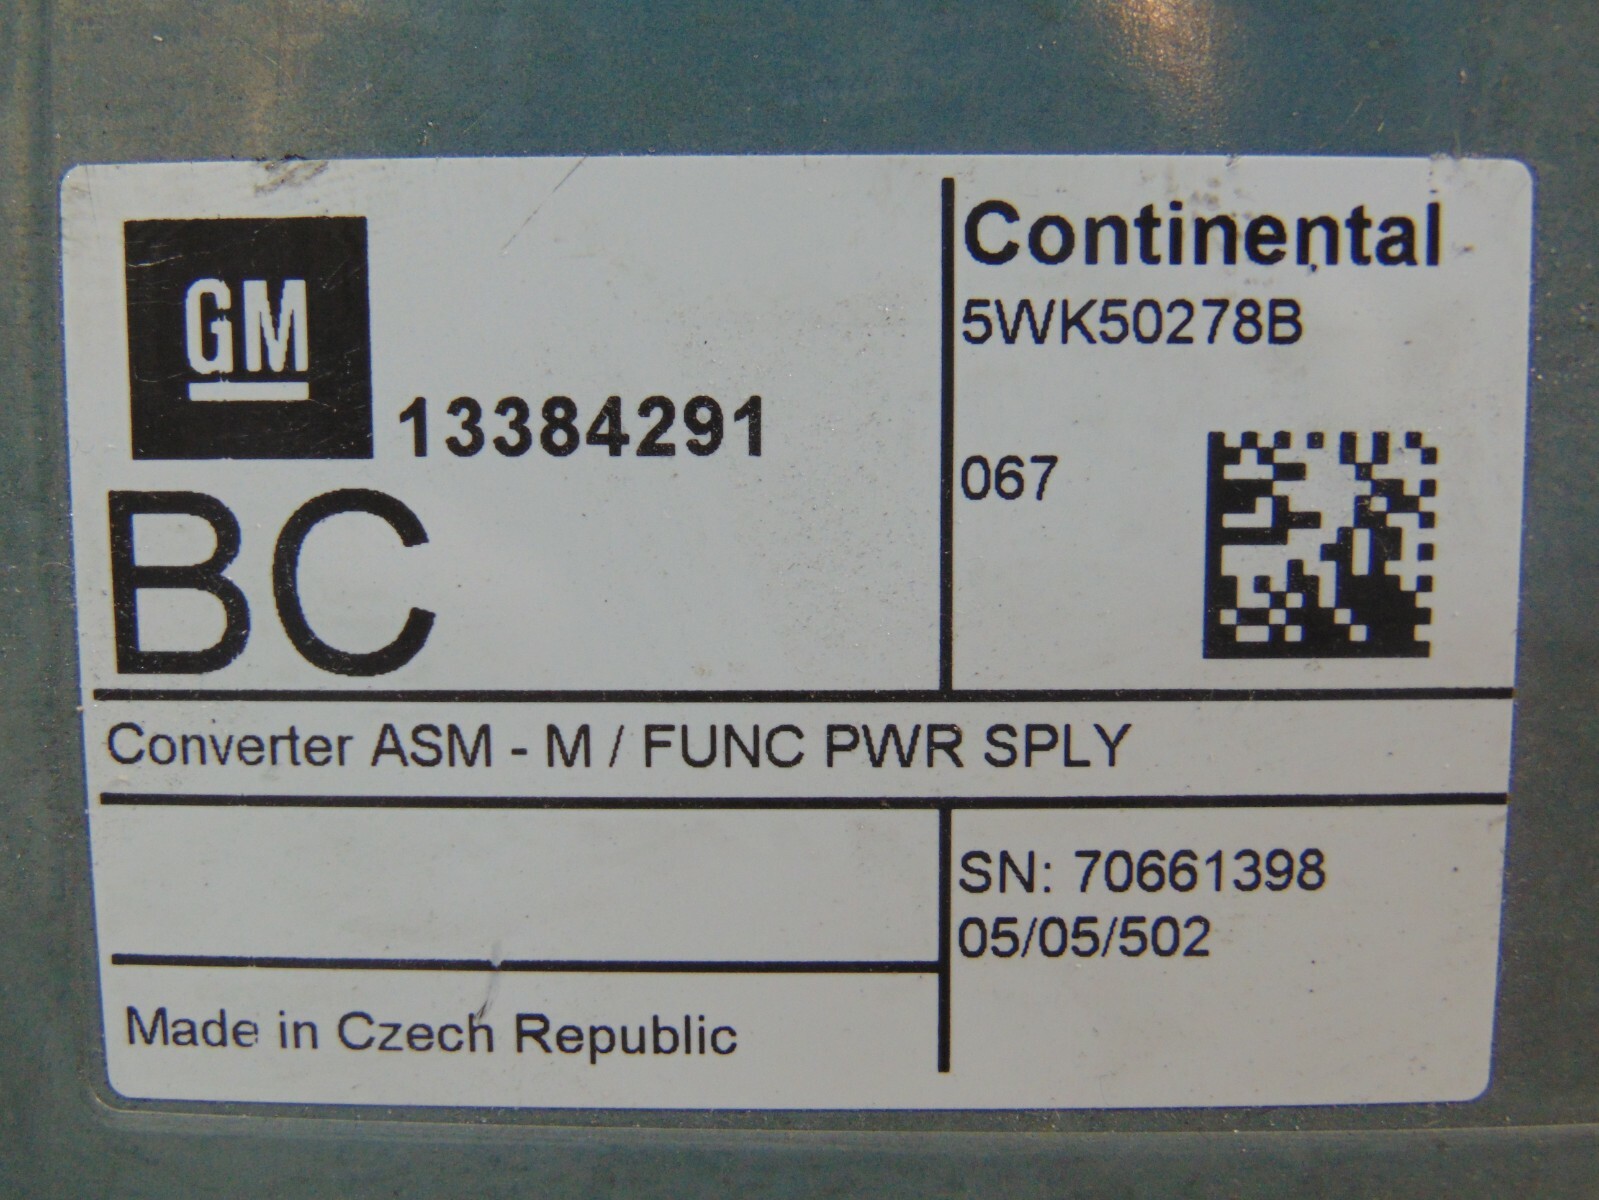 GM
13384291
BC
Continental
5WK50278B
067
Converter ASM - M / FUNC PWR SPLY
SN: 70661398
05/05/502
Made in Czech Republic